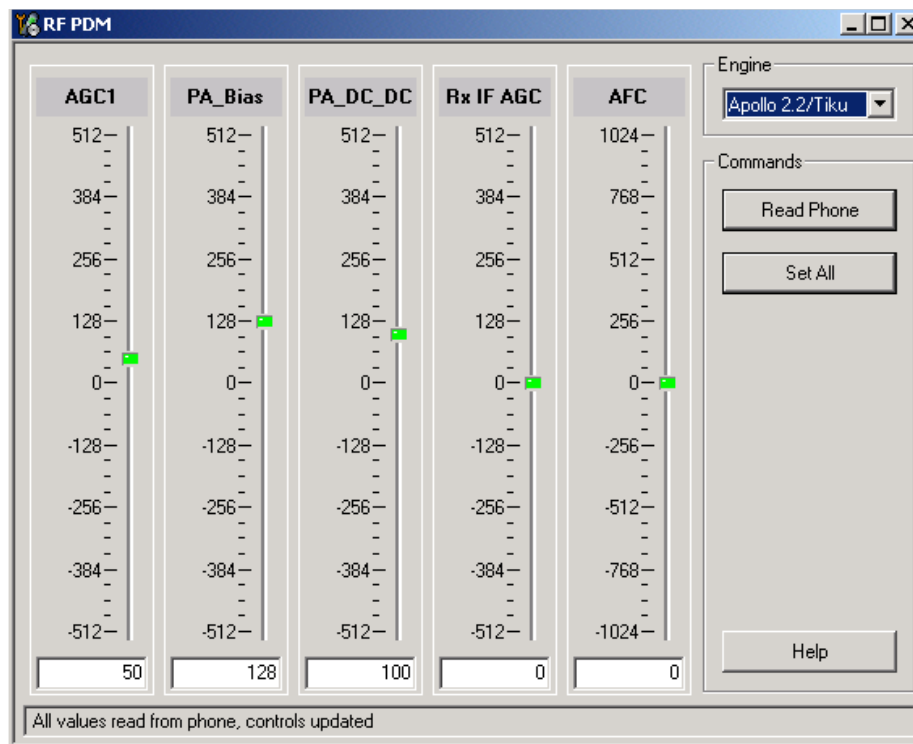 RF PDM
AGC1 PA_Bias PA_DC_DC Rx IF AGC AFC
512 512 512 512 1024
384 384 384 384 768
256 256 256 256 512
128 128 128 128 256
0 0 0 0 0
-128 -128 -128 -128 -256
-256 -256 -256 -256 -512
-384 -384 -384 -384 -768
-512 -512 -512 -512 -1024
50 128 100 0 0
Engine
Apollo 2.2/Tiku
Commands
Read Phone
Set All
Help
All values read from phone, controls updated